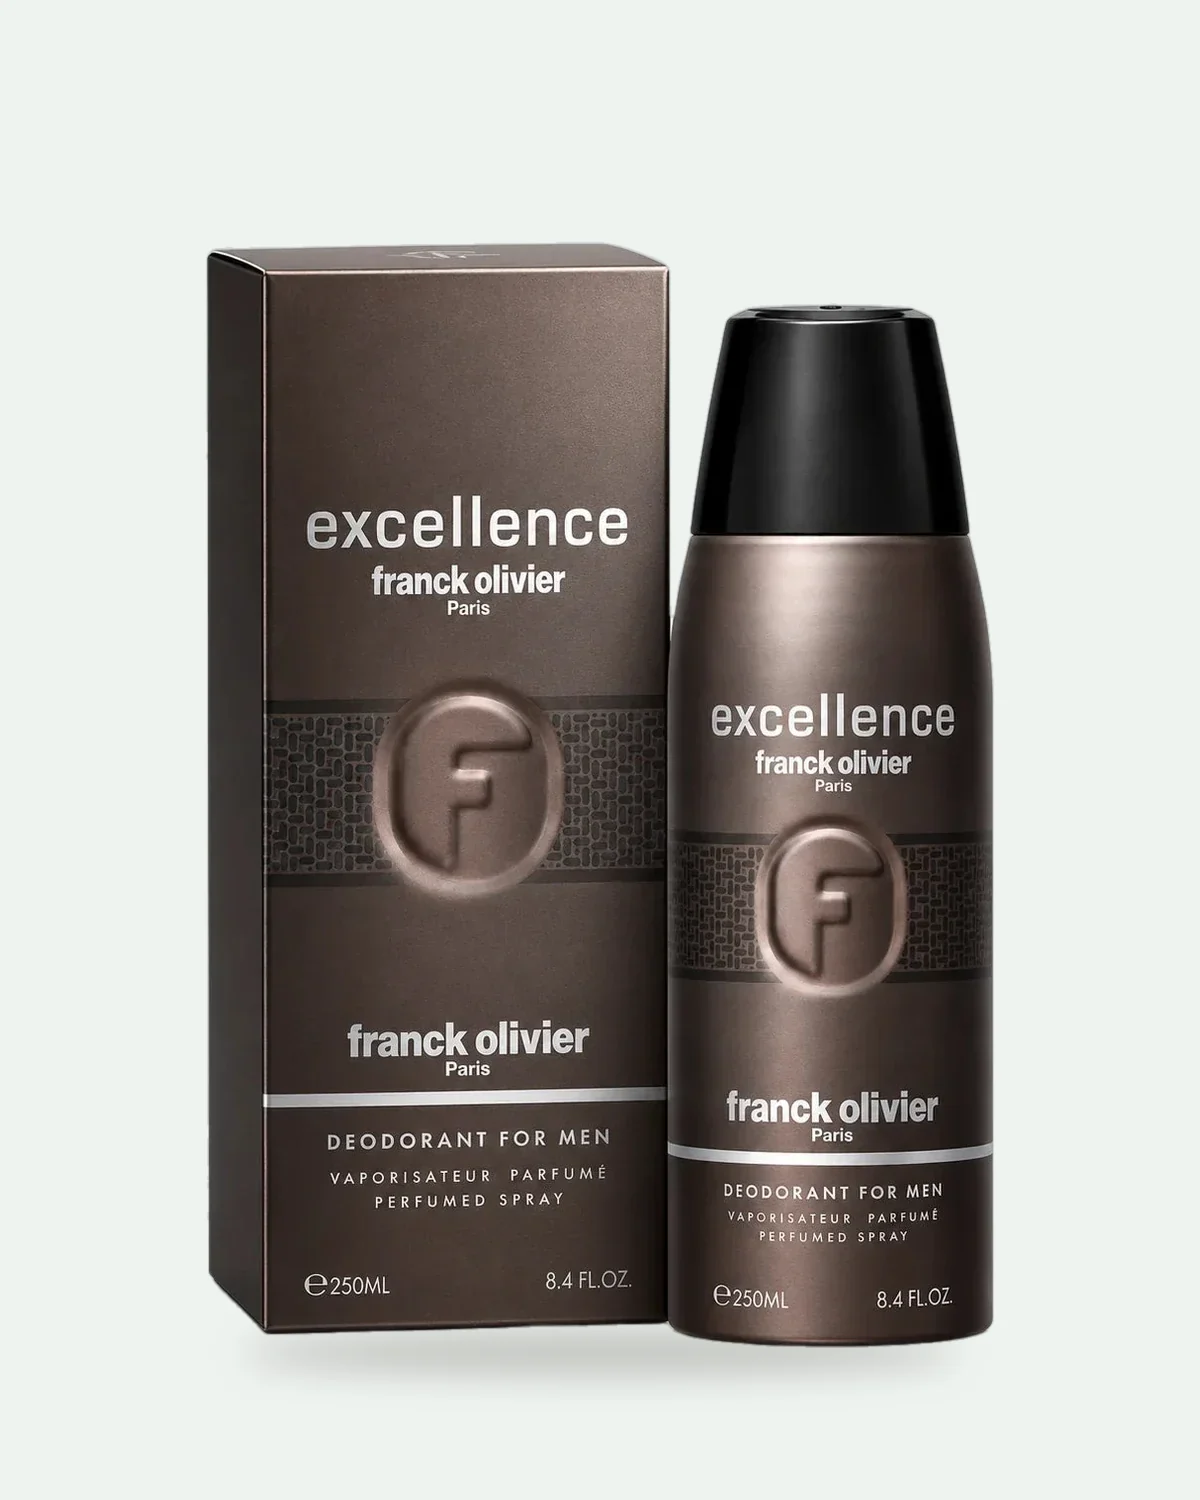 excellence
franck olivier
Paris
F
franck olivier
Paris
DEODORANT FOR MEN
VAPORISATEUR PARFUMÉ
PERFUMED SPRAY
℮250ML 8.4 FL.OZ.
excellence
franck olivier
Paris
F
franck olivier
Paris
DEODORANT FOR MEN
VAPORISATEUR PARFUMÉ
PERFUMED SPRAY
℮250ML 8.4 FL.OZ.